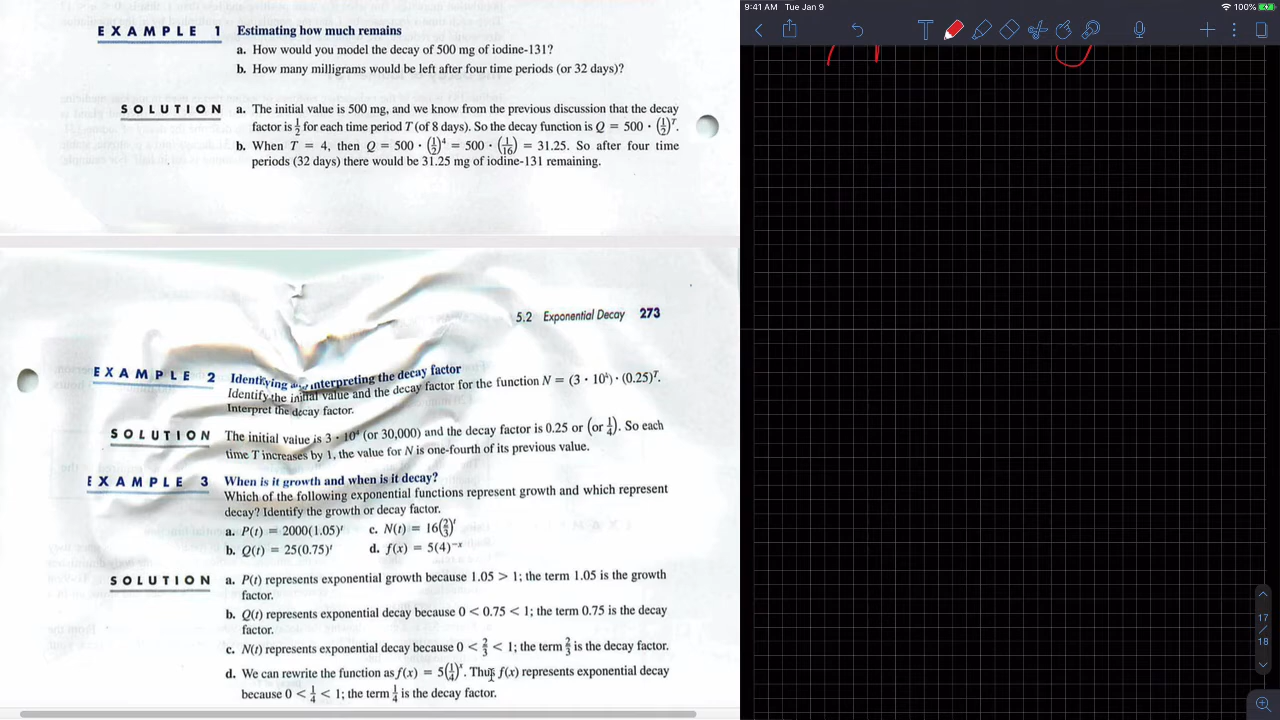 EXAMPLE 1 Estimating how much remains
a. How would you model the decay of 500 mg of iodine-131?
b. How many milligrams would be left after four time periods (or 32 days)?
SOLUTION a. The initial value is 500 mg, and we know from the previous discussion that the decay
factor is 1/2 for each time period T (of 8 days). So the decay function is Q = 500 · (1/2)^T.
b. When T = 4, then Q = 500 · (1/2)^4 = 500 · (1/16) = 31.25. So after four time
periods (32 days) there would be 31.25 mg of iodine-131 remaining.
5.2 Exponential Decay 273
EXAMPLE 2 Identifying interpreting the decay factor
Identify the initial value and the decay factor for the function N = (3 · 10⁴) · (0.25)^T.
Interpret the decay factor.
SOLUTION The initial value is 3 · 10⁴ (or 30,000) and the decay factor is 0.25 or (or 1/4). So each
time T increases by 1, the value for N is one-fourth of its previous value.
EXAMPLE 3 When is it growth and when is it decay?
Which of the following exponential functions represent growth and which represent
decay? Identify the growth or decay factor.
a. P(t) = 2000(1.05)^t c. N(t) = 16(2/3)^t
b. Q(t) = 25(0.75)^t d. f(x) = 5(4)^-x
SOLUTION a. P(t) represents exponential growth because 1.05 > 1; the term 1.05 is the growth
factor.
b. Q(t) represents exponential decay because 0 < 0.75 < 1; the term 0.75 is the decay
factor.
c. N(t) represents exponential decay because 0 < 2/3 < 1; the term 2/3 is the decay factor.
d. We can rewrite the function as f(x) = 5(1/4)^x. Thus f(x) represents exponential decay
because 0 < 1/4 < 1; the term 1/4 is the decay factor.
9:41 AM Tue Jan 9
100%
17
/
18